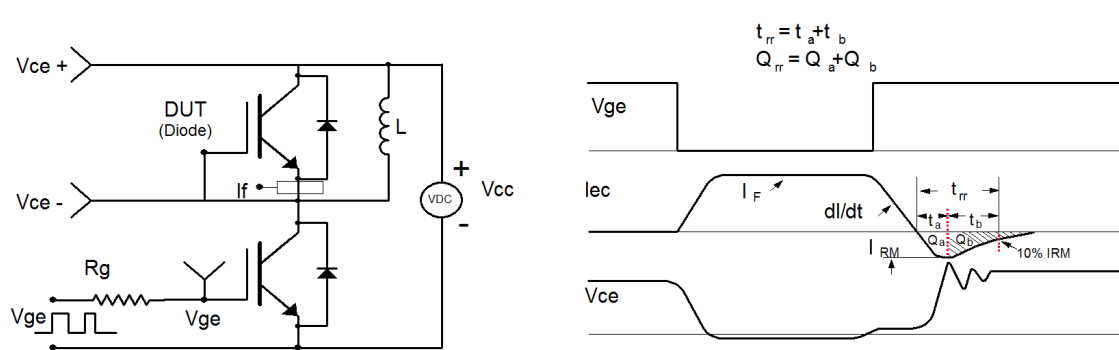 Vce +
DUT
(Diode)
L
+
VDC
Vcc
-
If
Vce -
Rg
Vge
Vge
t rr = t a + t b
Q rr = Q a + Q b
Vge
Iec
I F
dI/dt
t rr
t a
t b
Q a
Q b
I RM
10% IRM
Vce